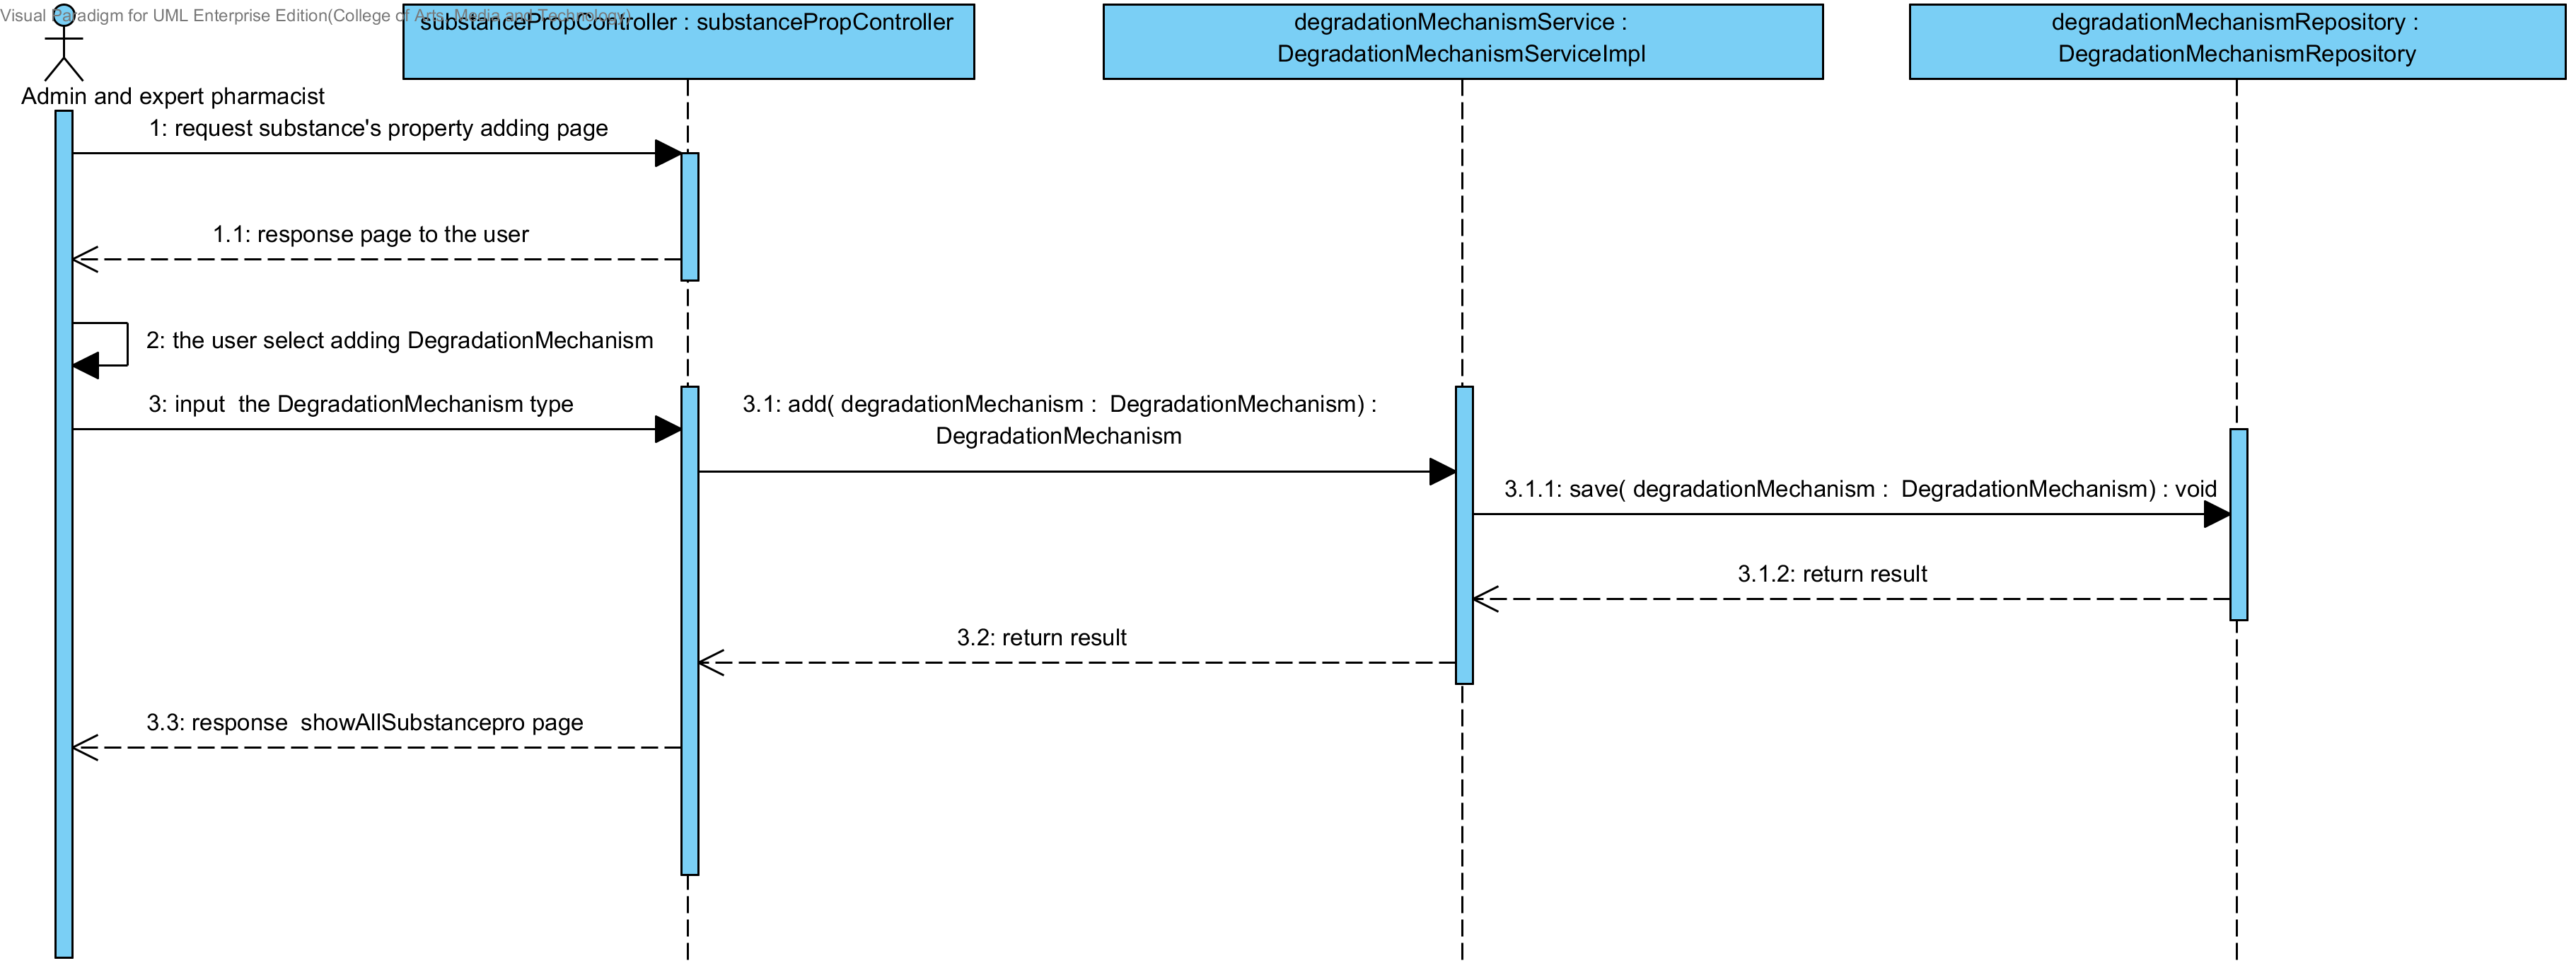 Visual Paradigm for UML Enterprise Edition(College of Arts, Media and Technology)
substancePropController : substancePropController
degradationMechanismService :
DegradationMechanismServiceImpl
degradationMechanismRepository :
DegradationMechanismRepository
Admin and expert pharmacist
1: request substance's property adding page
1.1: response page to the user
2: the user select adding DegradationMechanism
3: input  the DegradationMechanism type
3.1: add( degradationMechanism :  DegradationMechanism) :
DegradationMechanism
3.1.1: save( degradationMechanism :  DegradationMechanism) : void
3.1.2: return result
3.2: return result
3.3: response  showAllSubstancepro page